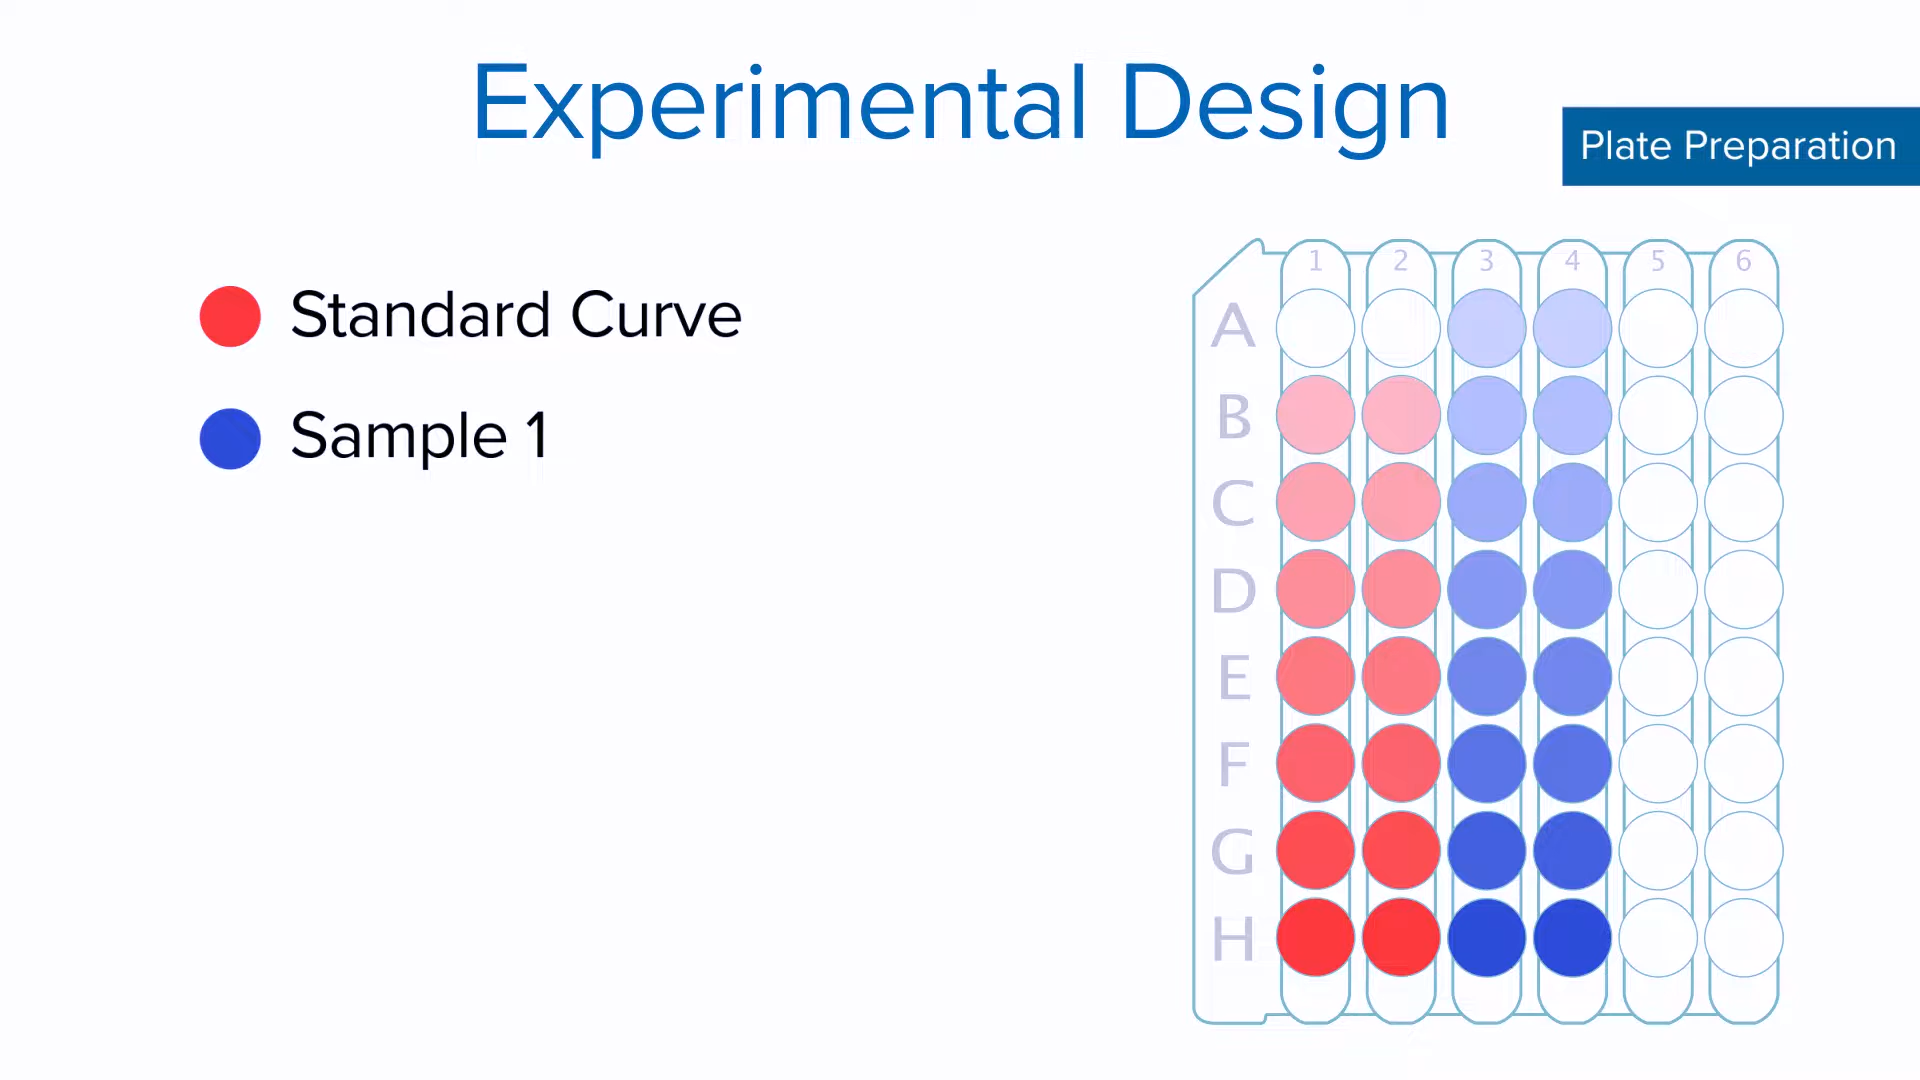 Experimental Design
Plate Preparation
Standard Curve
Sample 1
1 2 3 4 5 6
A
B
C
D
E
F
G
H